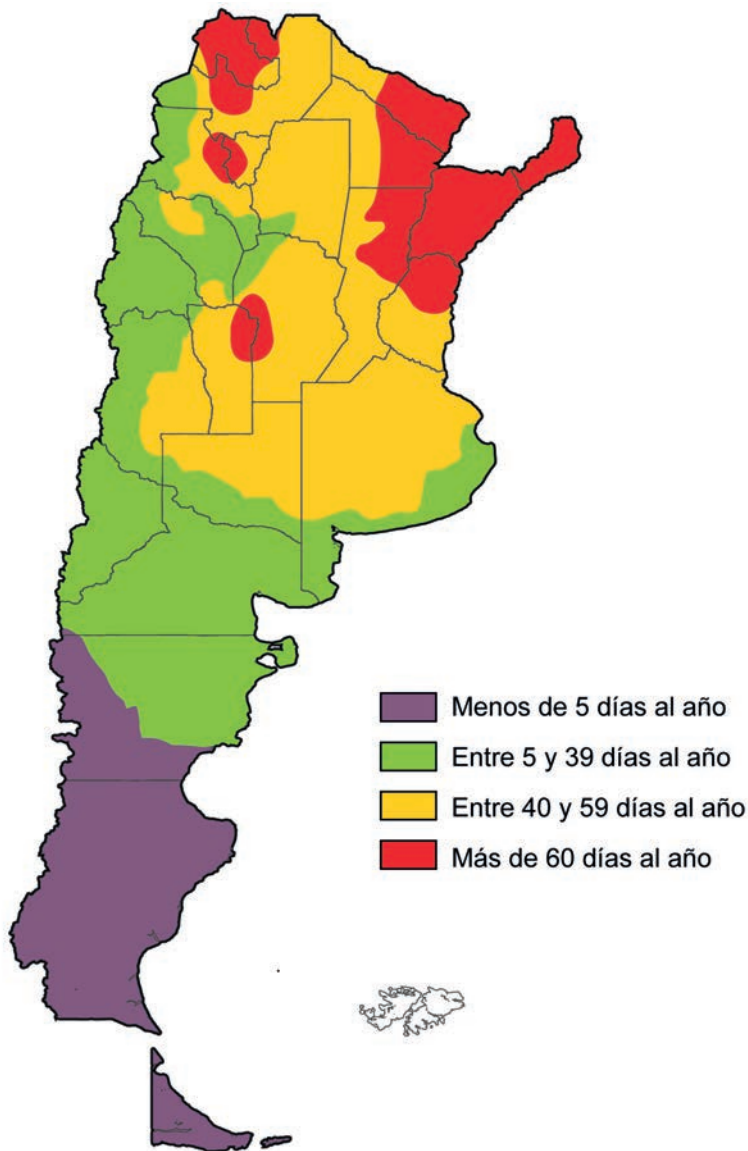 Menos de 5 días al año
Entre 5 y 39 días al año
Entre 40 y 59 días al año
Más de 60 días al año